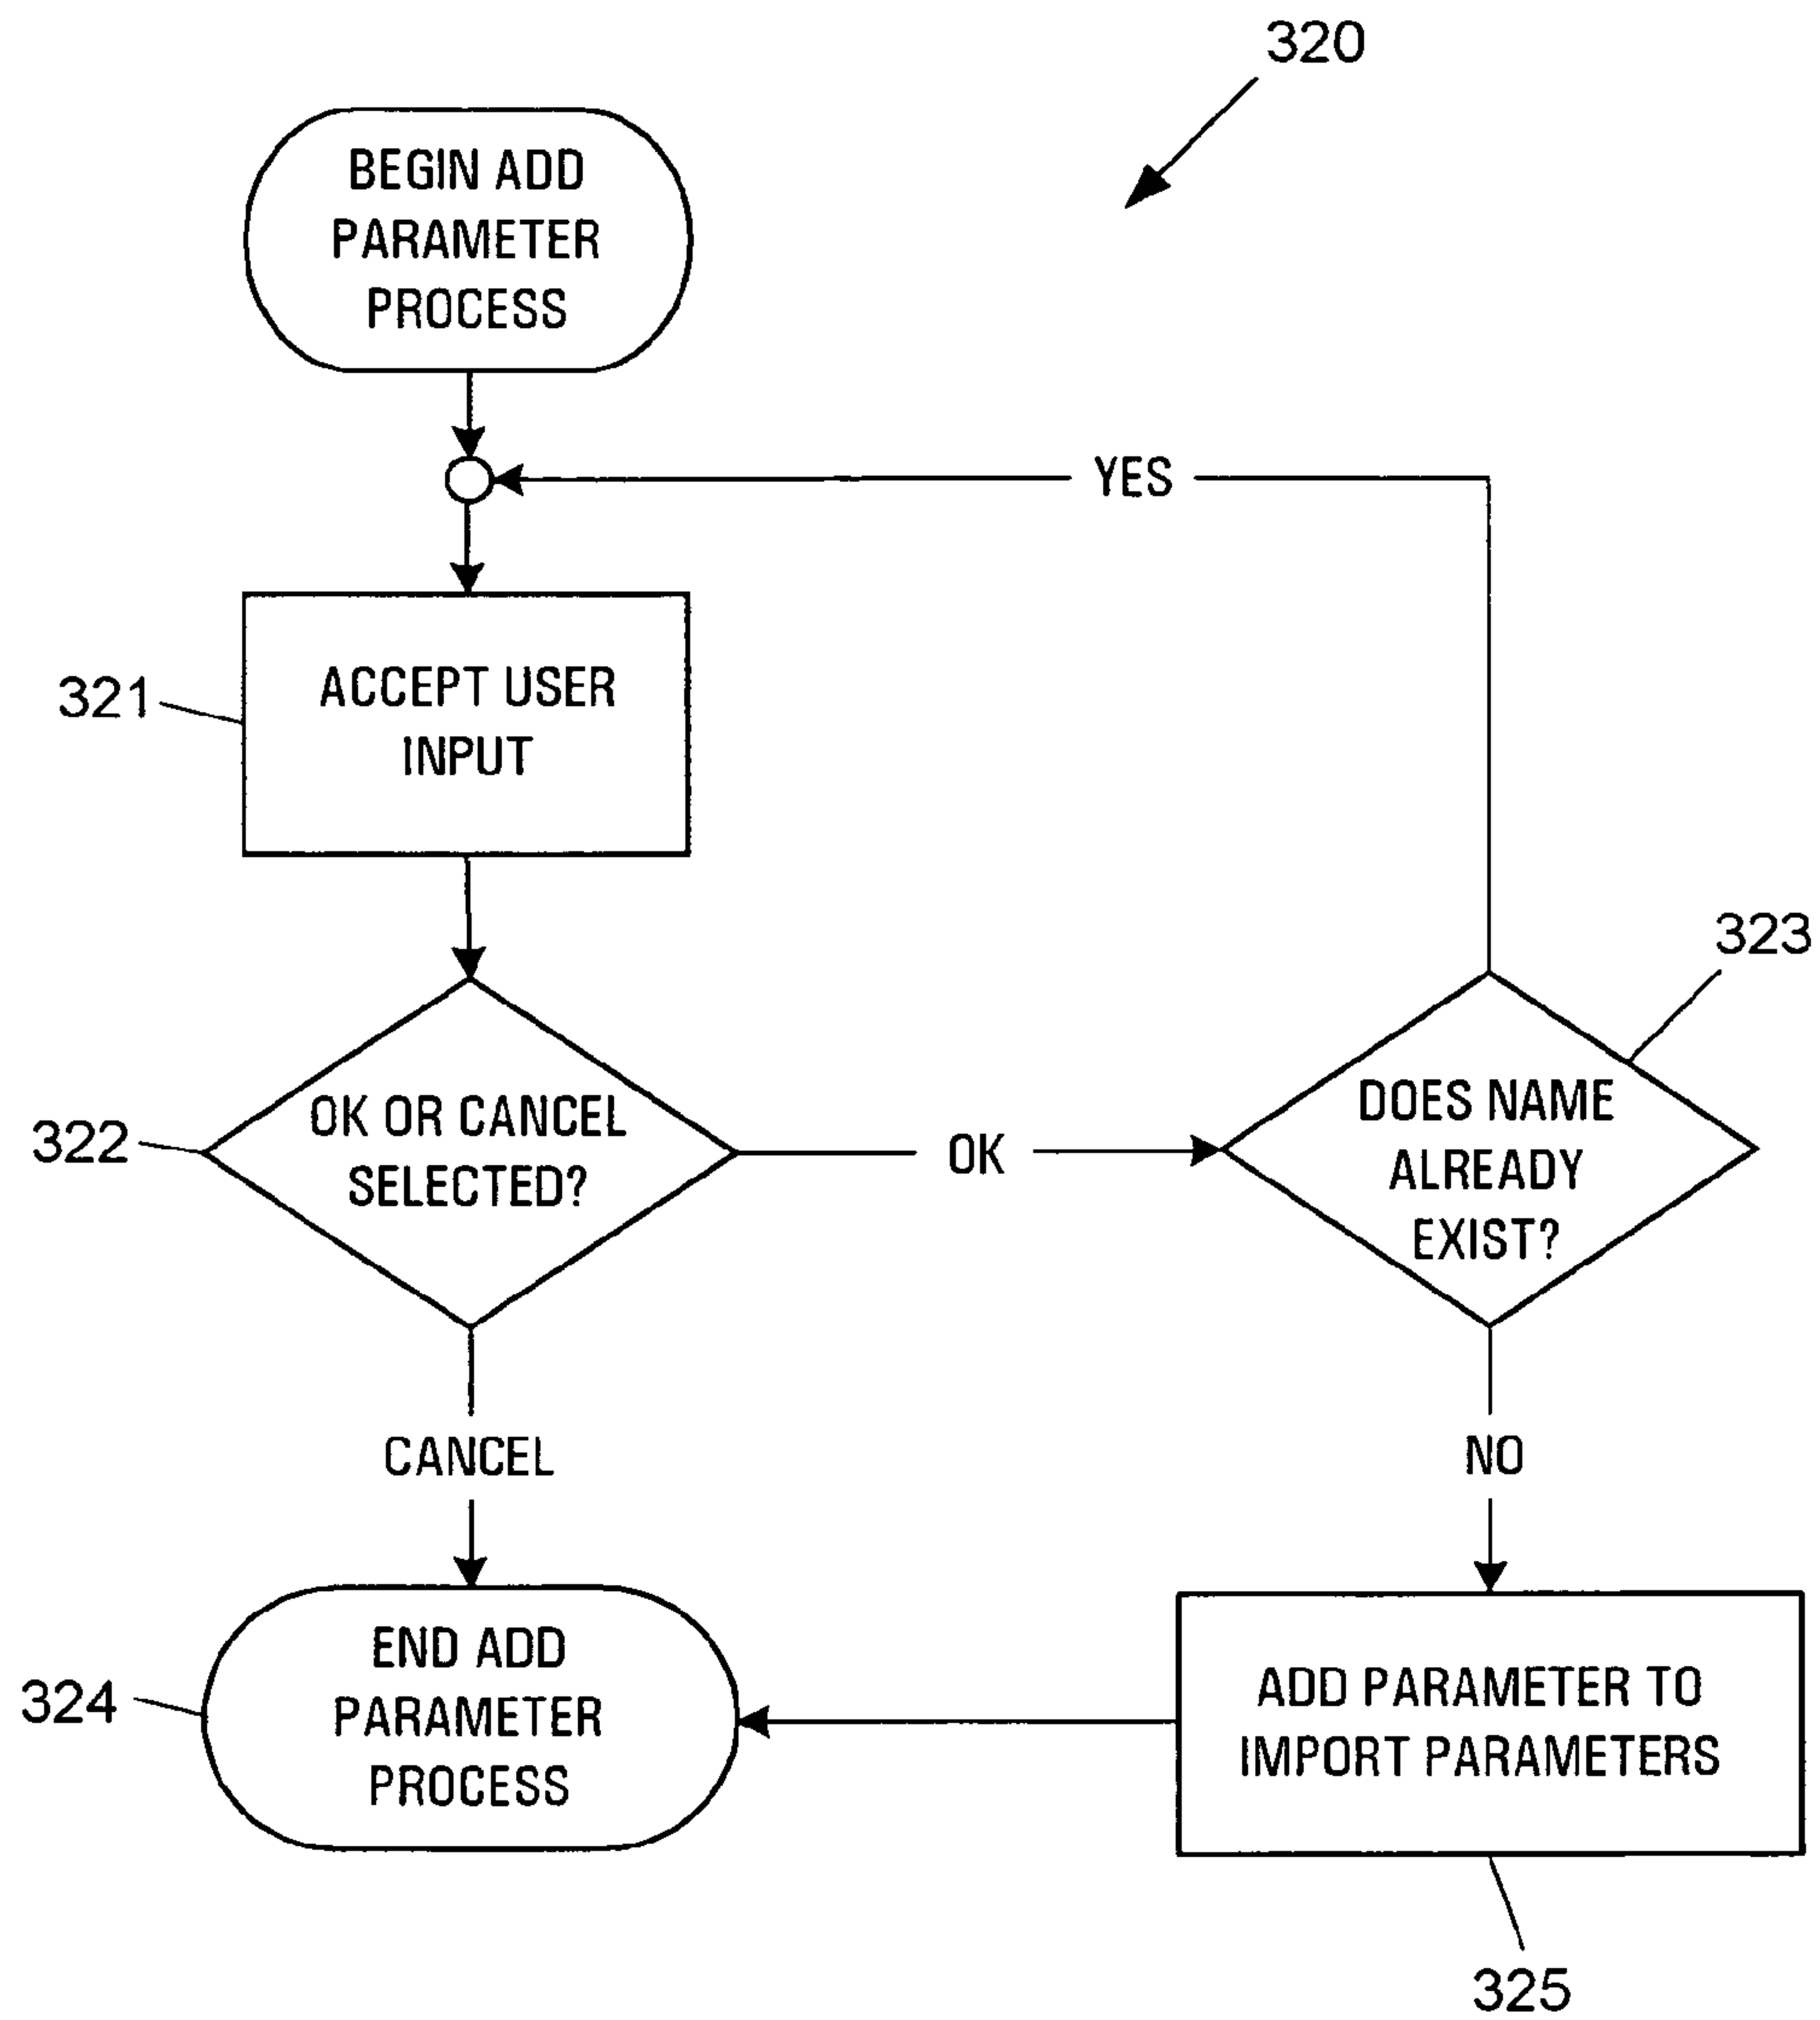 320
BEGIN ADD
PARAMETER
PROCESS
YES
321
ACCEPT USER
INPUT
323
322
OK OR CANCEL
SELECTED?
OK
DOES NAME
ALREADY
EXIST?
CANCEL
NO
324
END ADD
PARAMETER
PROCESS
ADD PARAMETER TO
IMPORT PARAMETERS
325